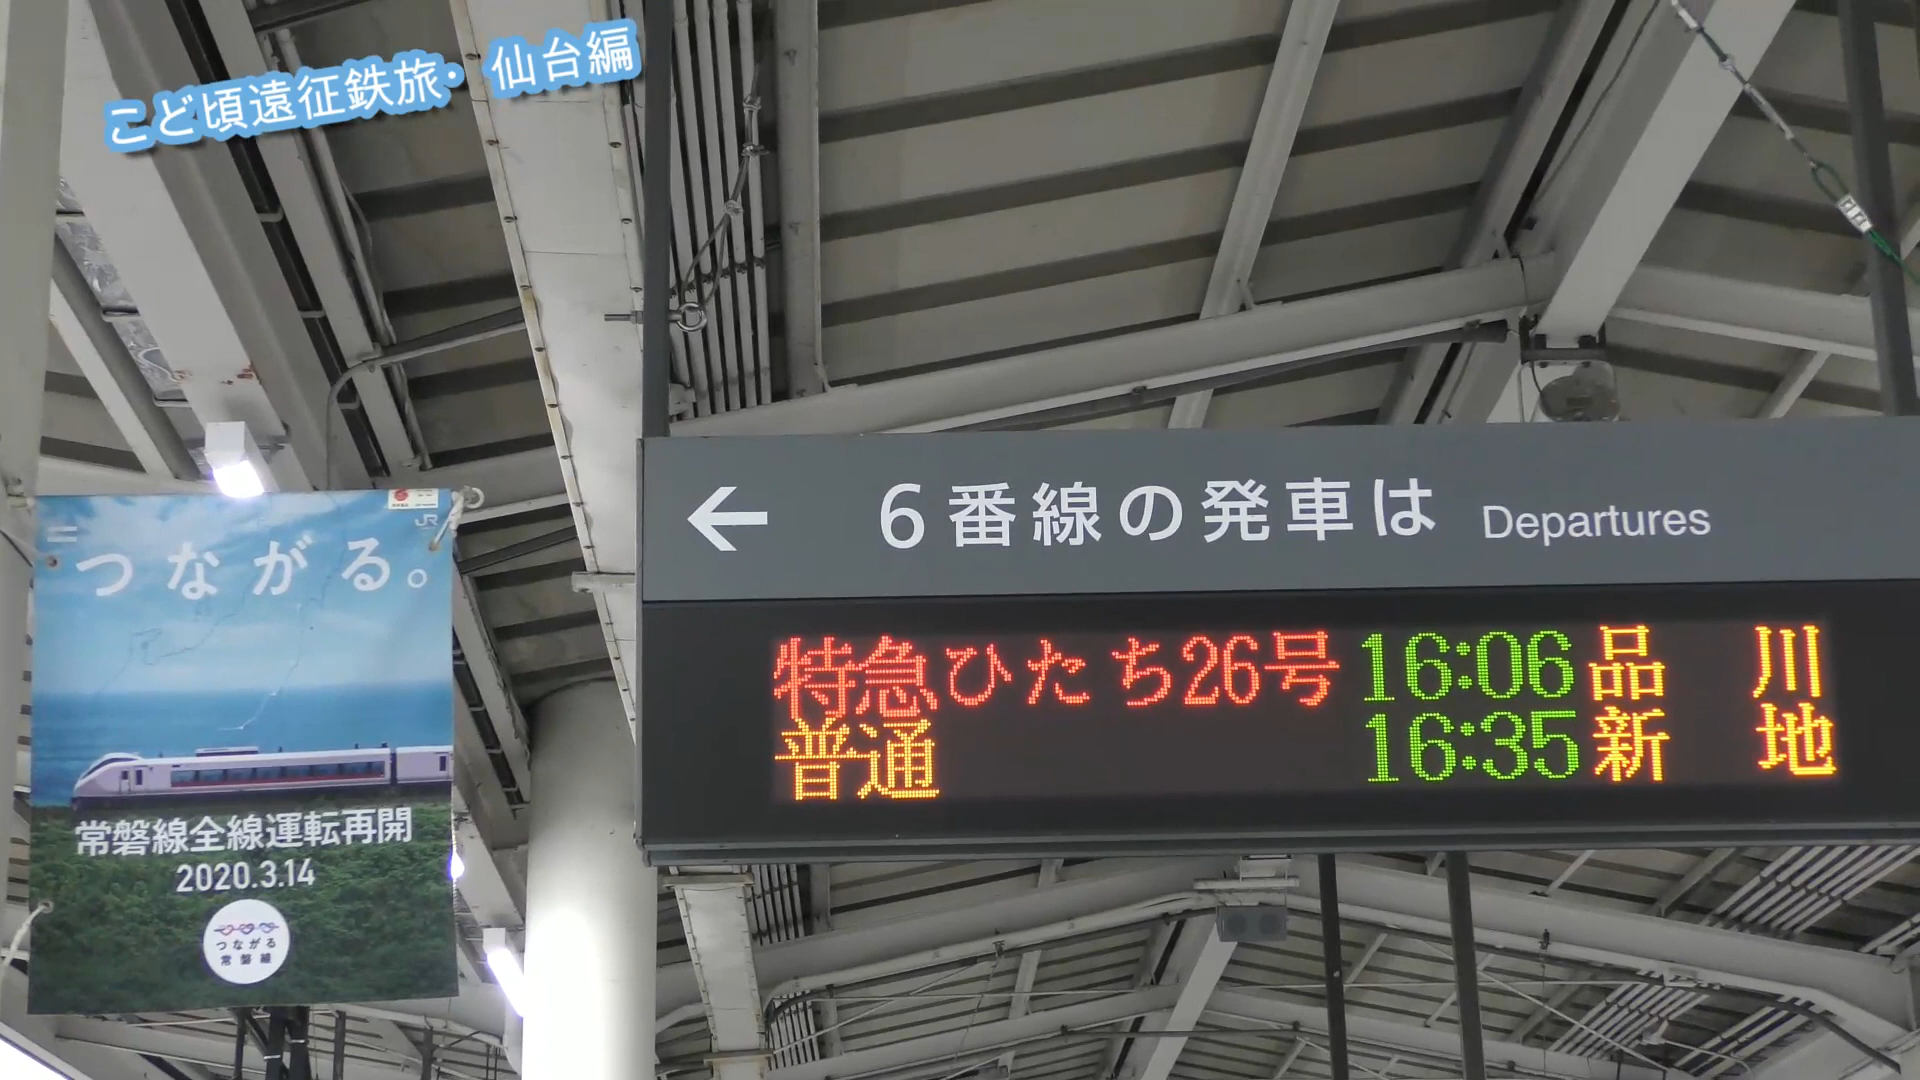 こど頃遠征鉄旅・仙台編
← 6番線の発車は Departures
特急ひたち26号 16:06 品川
普通 16:35 新地
JR
つながる。
常磐線全線運転再開
2020.3.14
つながる
常磐線